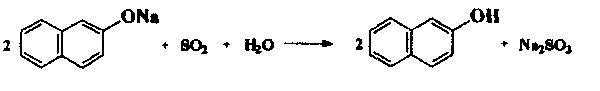 2 ONa + SO₂ + H₂O → 2 OH + Na₂SO₃